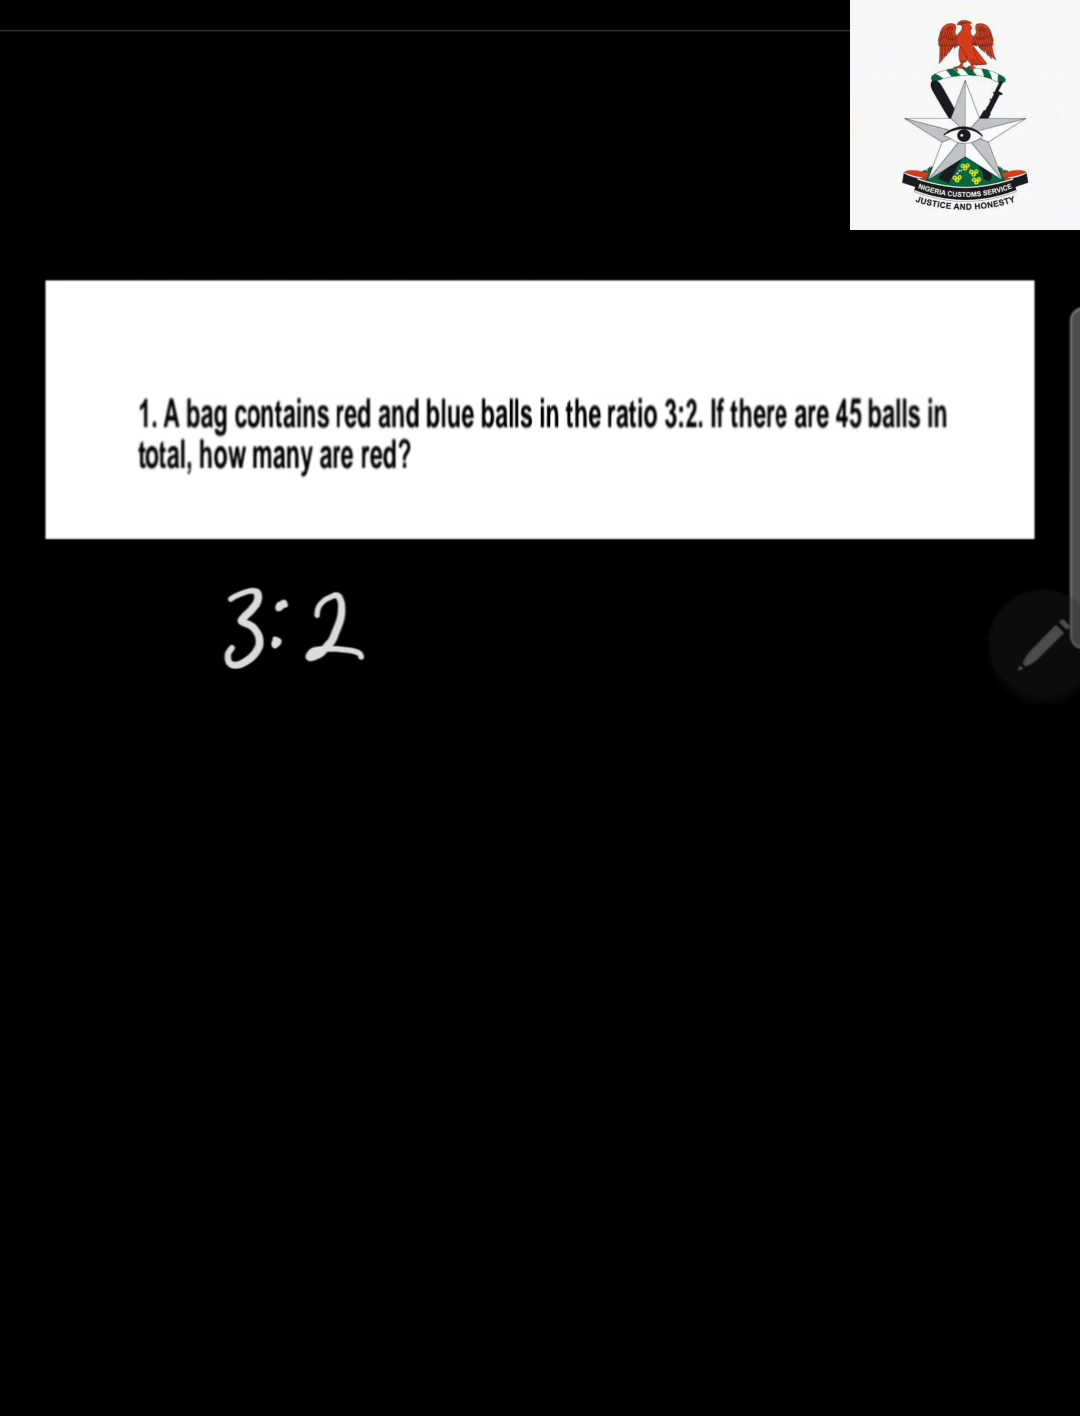 NIGERIA CUSTOMS SERVICE
JUSTICE AND HONESTY
1. A bag contains red and blue balls in the ratio 3:2. If there are 45 balls in
total, how many are red?
3:2